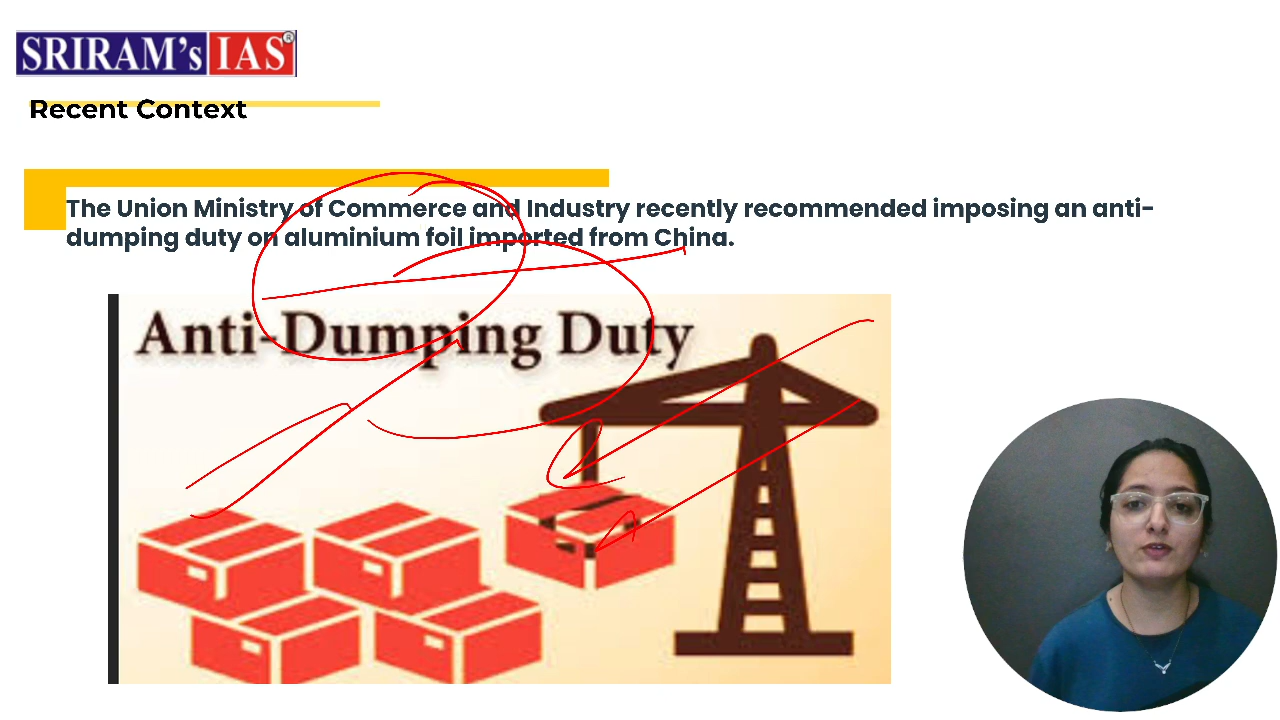 SRIRAM's IAS®
Recent Context
The Union Ministry of Commerce and Industry recently recommended imposing an anti-
dumping duty on aluminium foil imported from China.
Anti-Dumping Duty